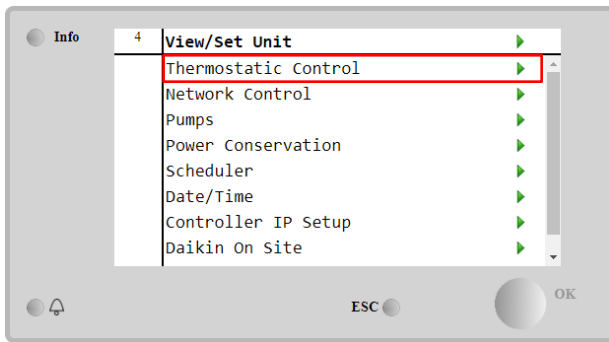 Info
4 View/Set Unit
Thermostatic Control
Network Control
Pumps
Power Conservation
Scheduler
Date/Time
Controller IP Setup
Daikin On Site
ESC
OK